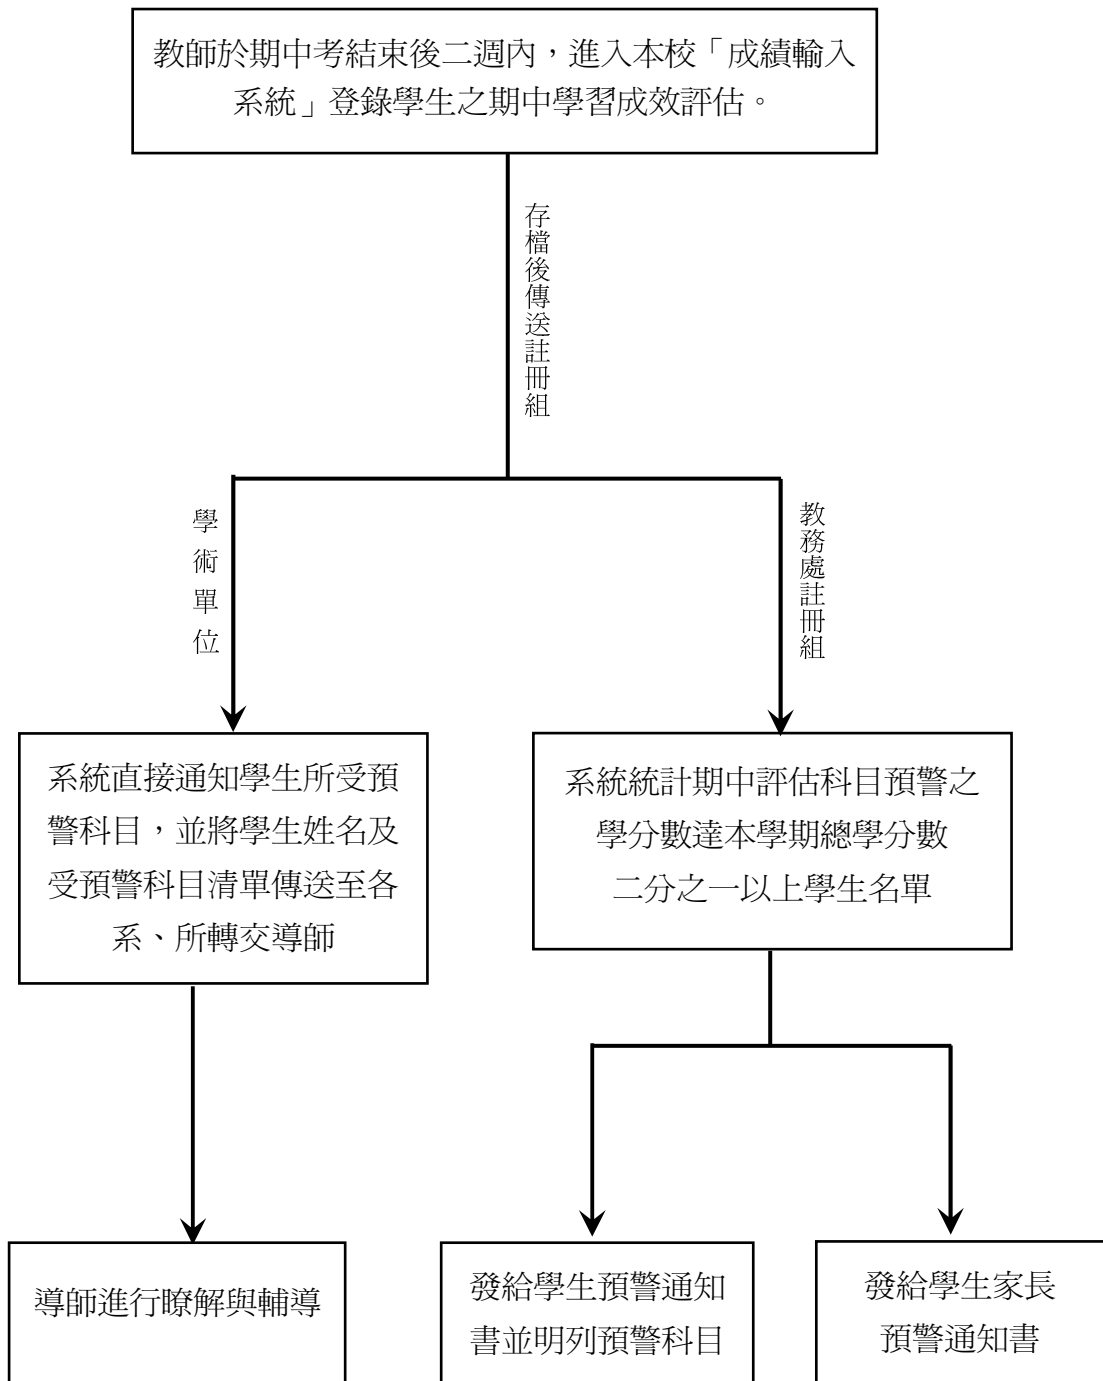 教師於期中考結束後二週內，進入本校「成績輸入
系統」登錄學生之期中學習成效評估。
存檔後傳送註冊組
學術單位
教務處註冊組
系統直接通知學生所受預
警科目，並將學生姓名及
受預警科目清單傳送至各
系、所轉交導師
系統統計期中評估科目預警之
學分數達本學期總學分數
二分之一以上學生名單
導師進行瞭解與輔導
發給學生預警通知
書並明列預警科目
發給學生家長
預警通知書